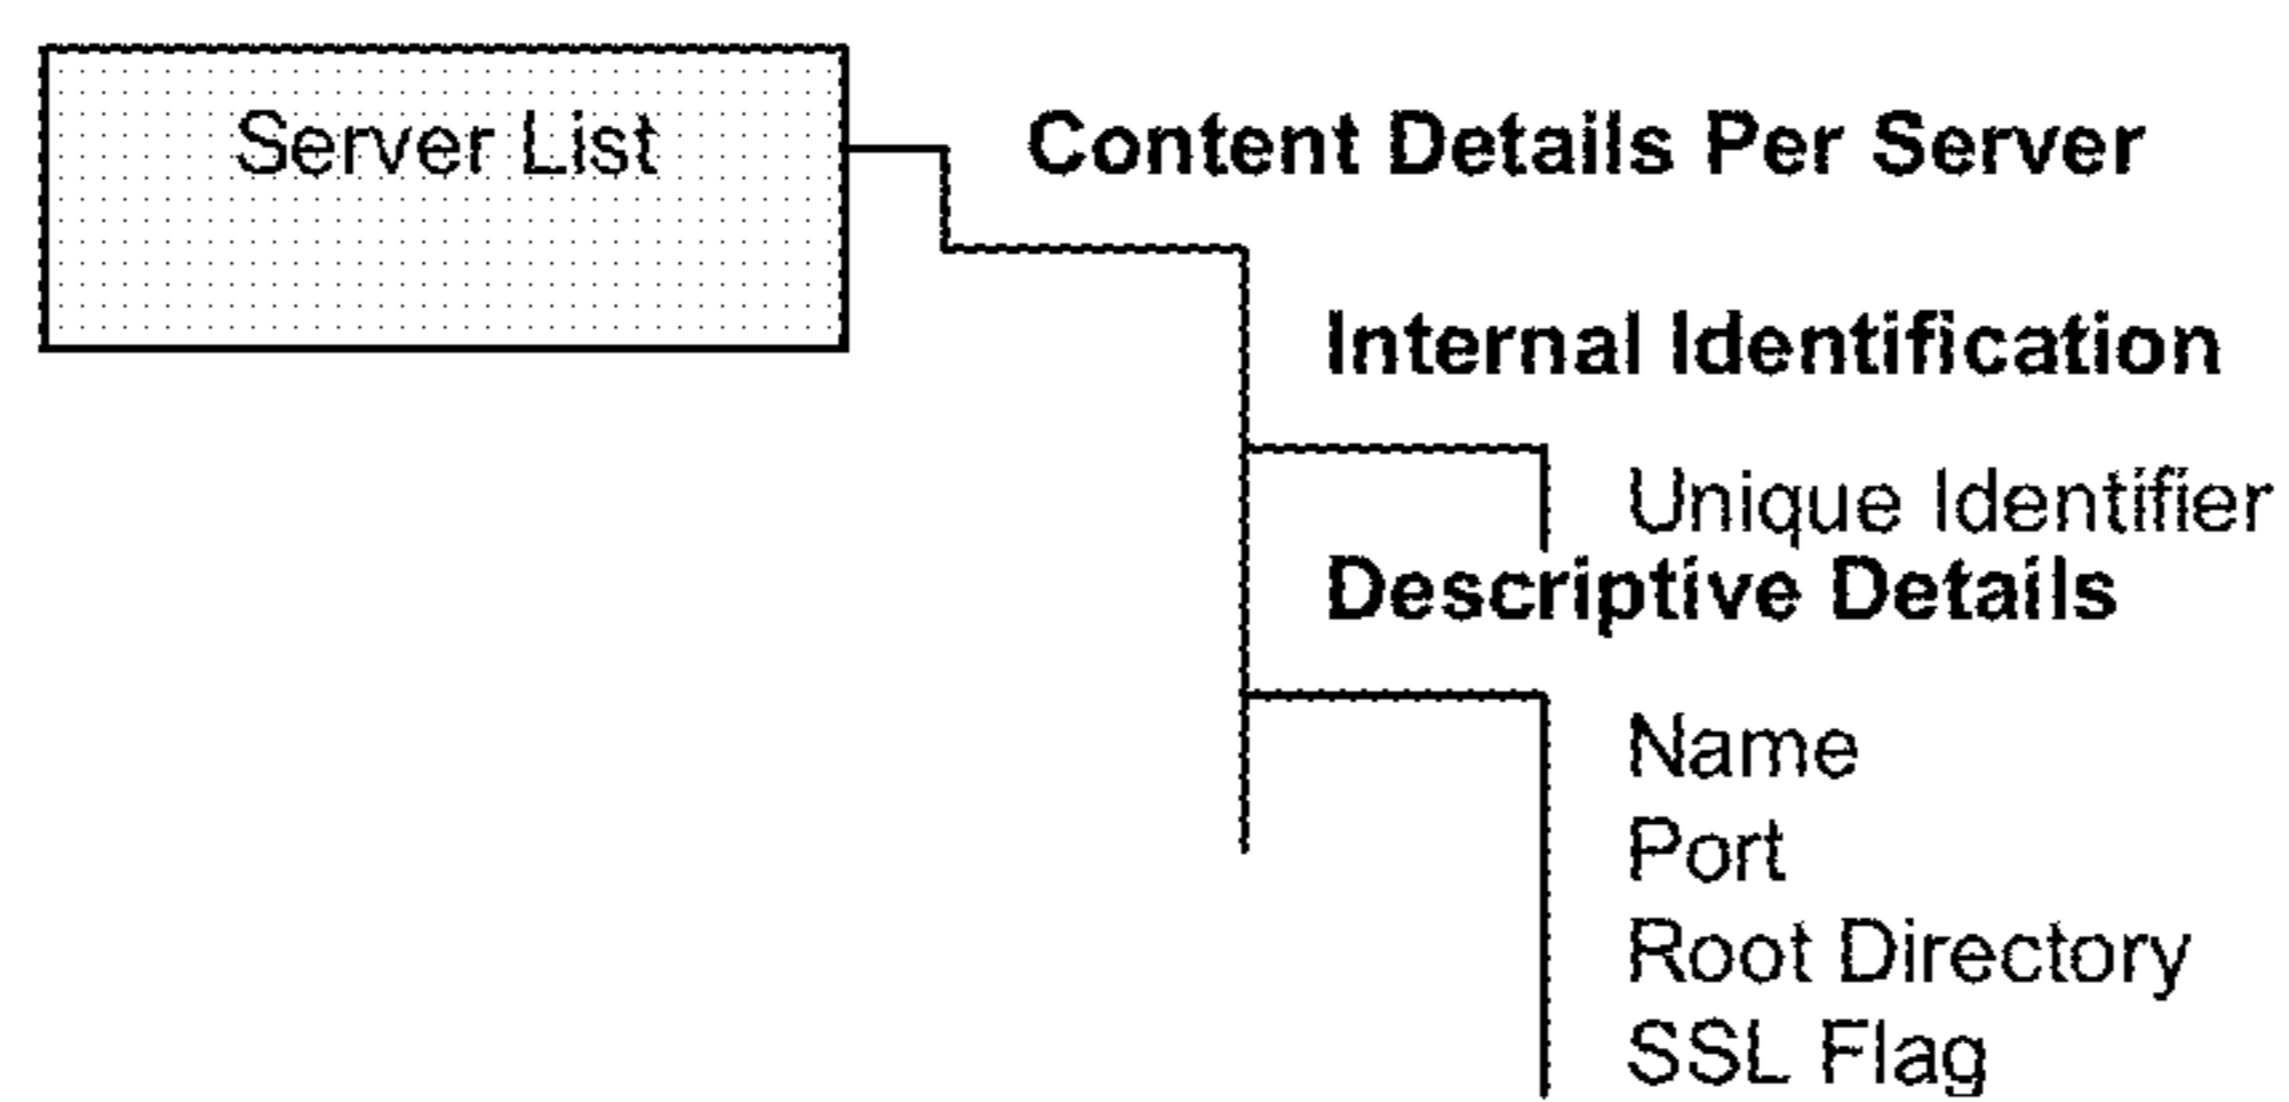 Server List
Content Details Per Server
Internal Identification
Unique Identifier
Descriptive Details
Name
Port
Root Directory
SSL Flag